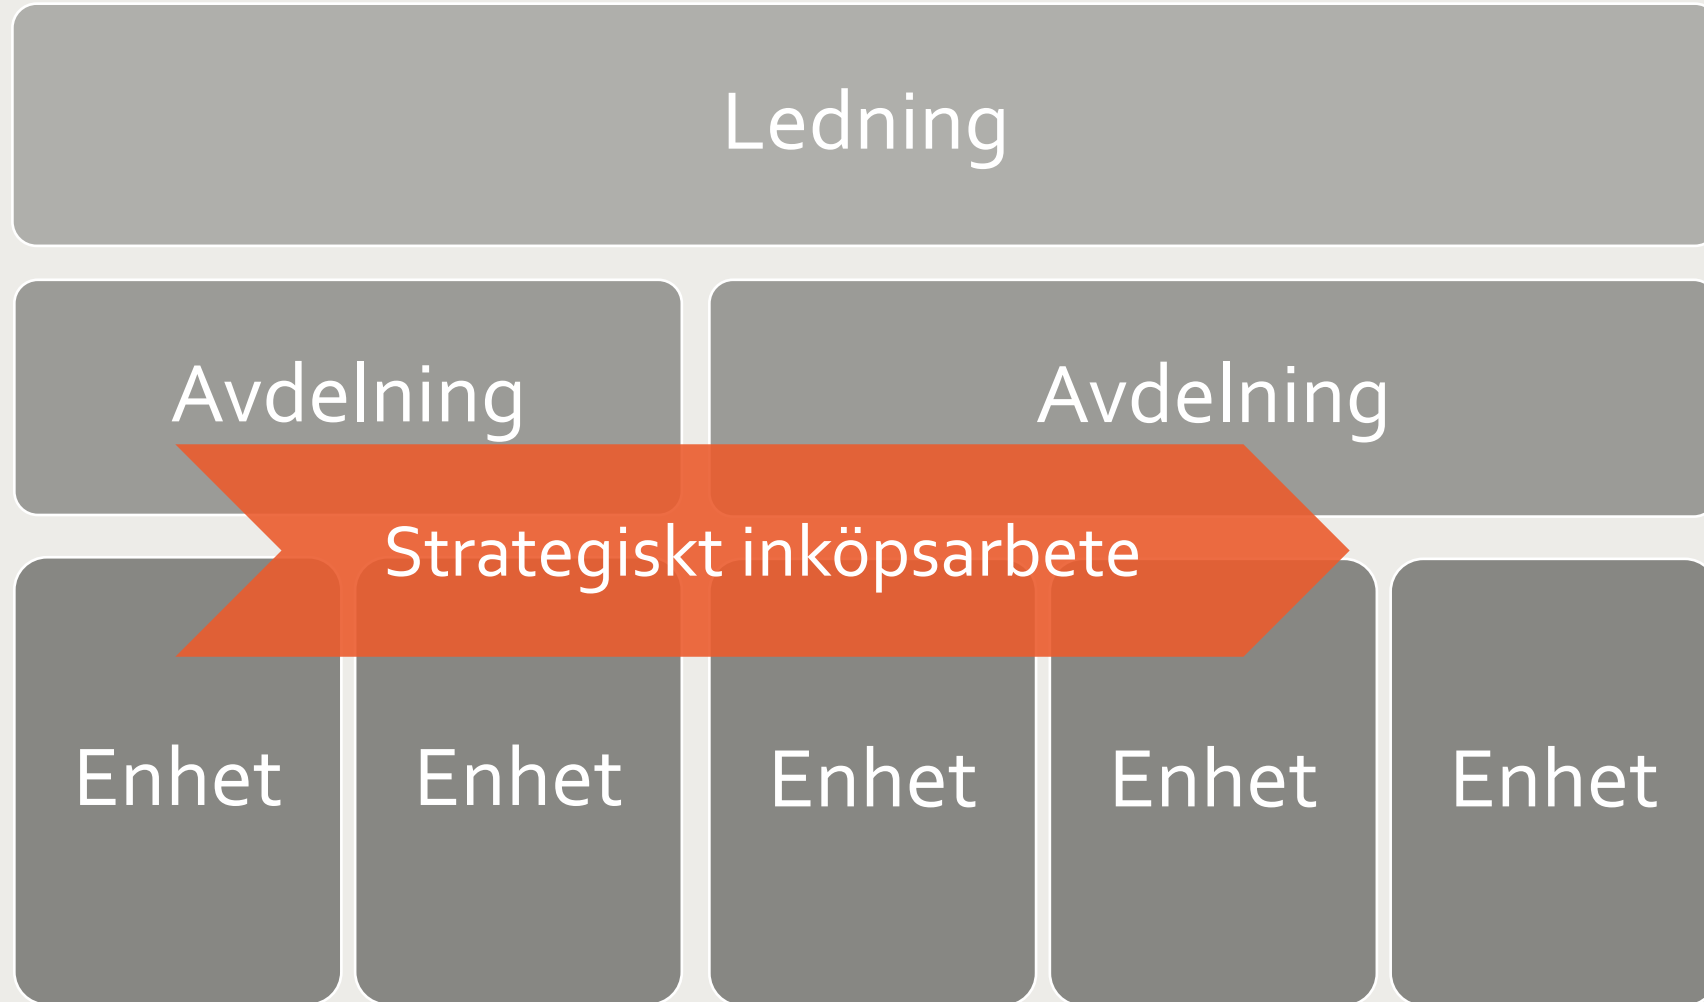 Ledning
Avdelning
Avdelning
Strategiskt inköpsarbete
Enhet
Enhet
Enhet
Enhet
Enhet